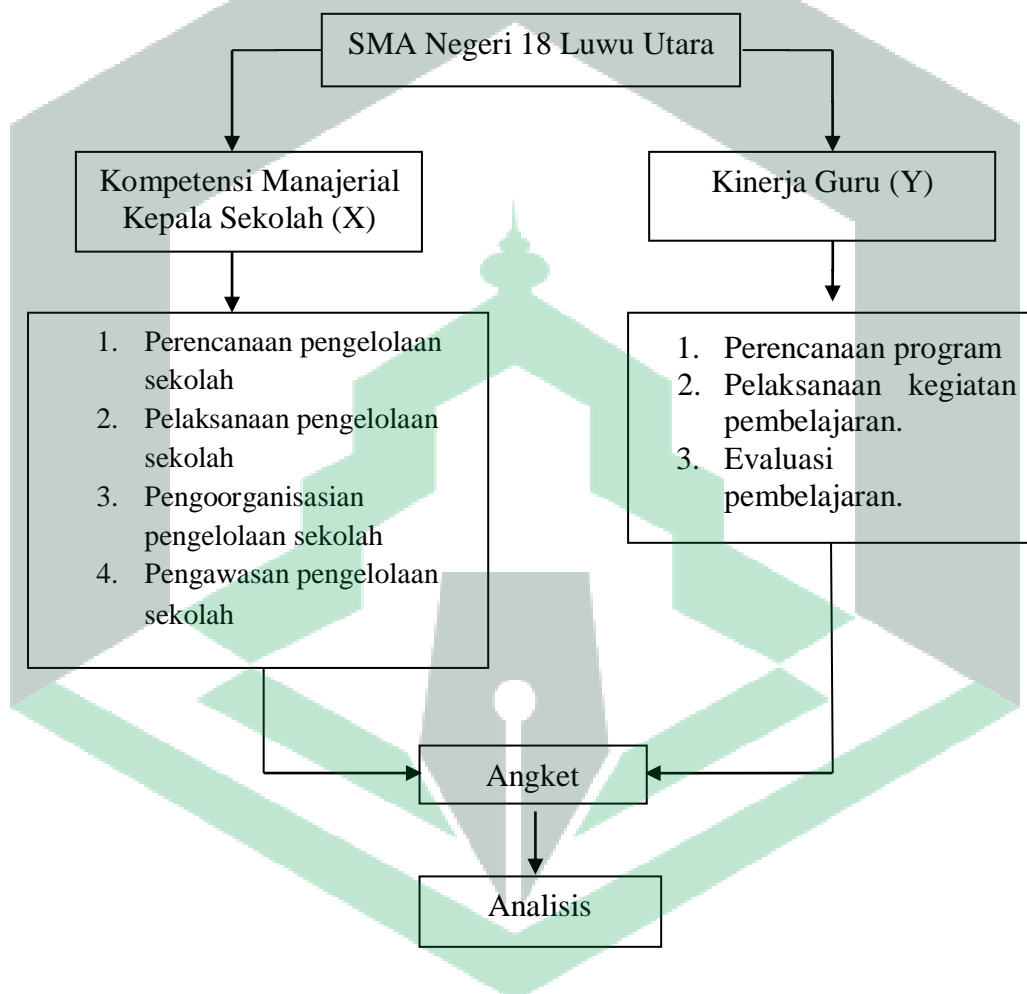 SMA Negeri 18 Luwu Utara
Kompetensi Manajerial
Kepala Sekolah (X)
Kinerja Guru (Y)
1. Perencanaan pengelolaan
sekolah
2. Pelaksanaan pengelolaan
sekolah
3. Pengoorganisasian
pengelolaan sekolah
4. Pengawasan pengelolaan
sekolah
1. Perencanaan program
2. Pelaksanaan kegiatan
pembelajaran.
3. Evaluasi
pembelajaran.
Angket
Analisis